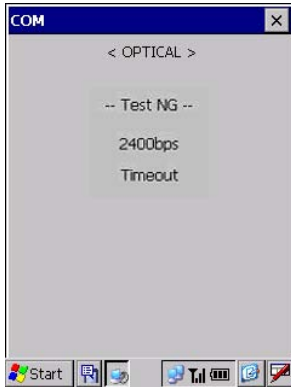 COM
< OPTICAL >
-- Test NG --
2400bps
Timeout
Start